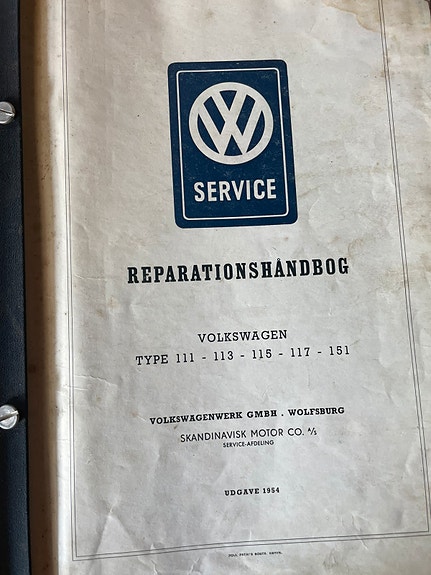 VW
SERVICE
REPARATIONSHÅNDBOG
VOLKSWAGEN
TYPE 111 - 113 - 115 - 117 - 151
VOLKSWAGENWERK GMBH . WOLFSBURG
SKANDINAVISK MOTOR CO. A/S
SERVICE-AFDELING
UDGAVE 1954